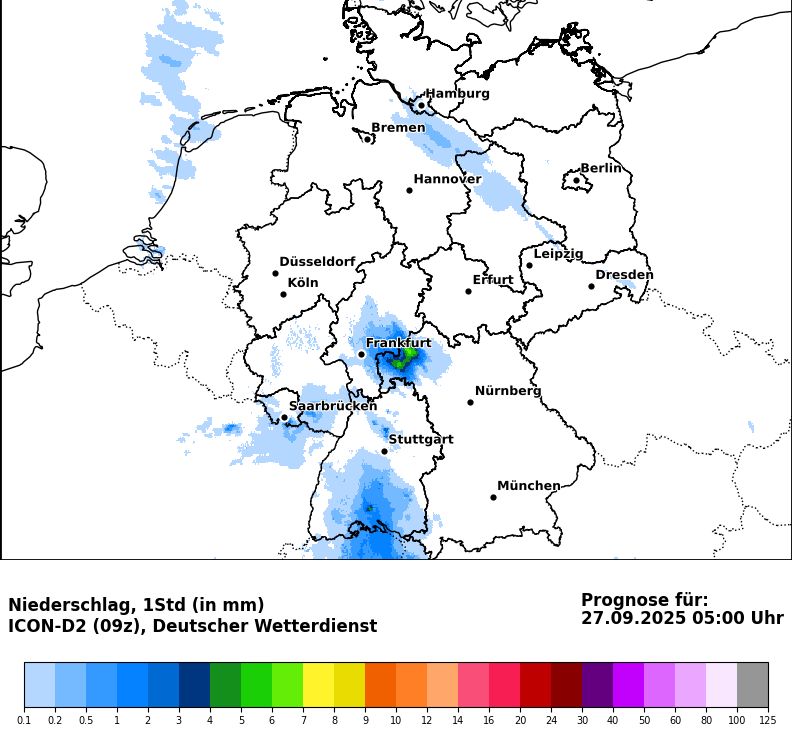 Hamburg
Bremen
Berlin
Hannover
Leipzig
Düsseldorf
Dresden
Köln
Erfurt
Frankfurt
Nürnberg
Saarbrücken
Stuttgart
München
Niederschlag, 1Std (in mm)
ICON-D2 (09z), Deutscher Wetterdienst
Prognose für:
27.09.2025 05:00 Uhr
0.1 0.2 0.5 1 2 3 4 5 6 7 8 9 10 12 14 16 20 24 30 40 50 60 80 100 125